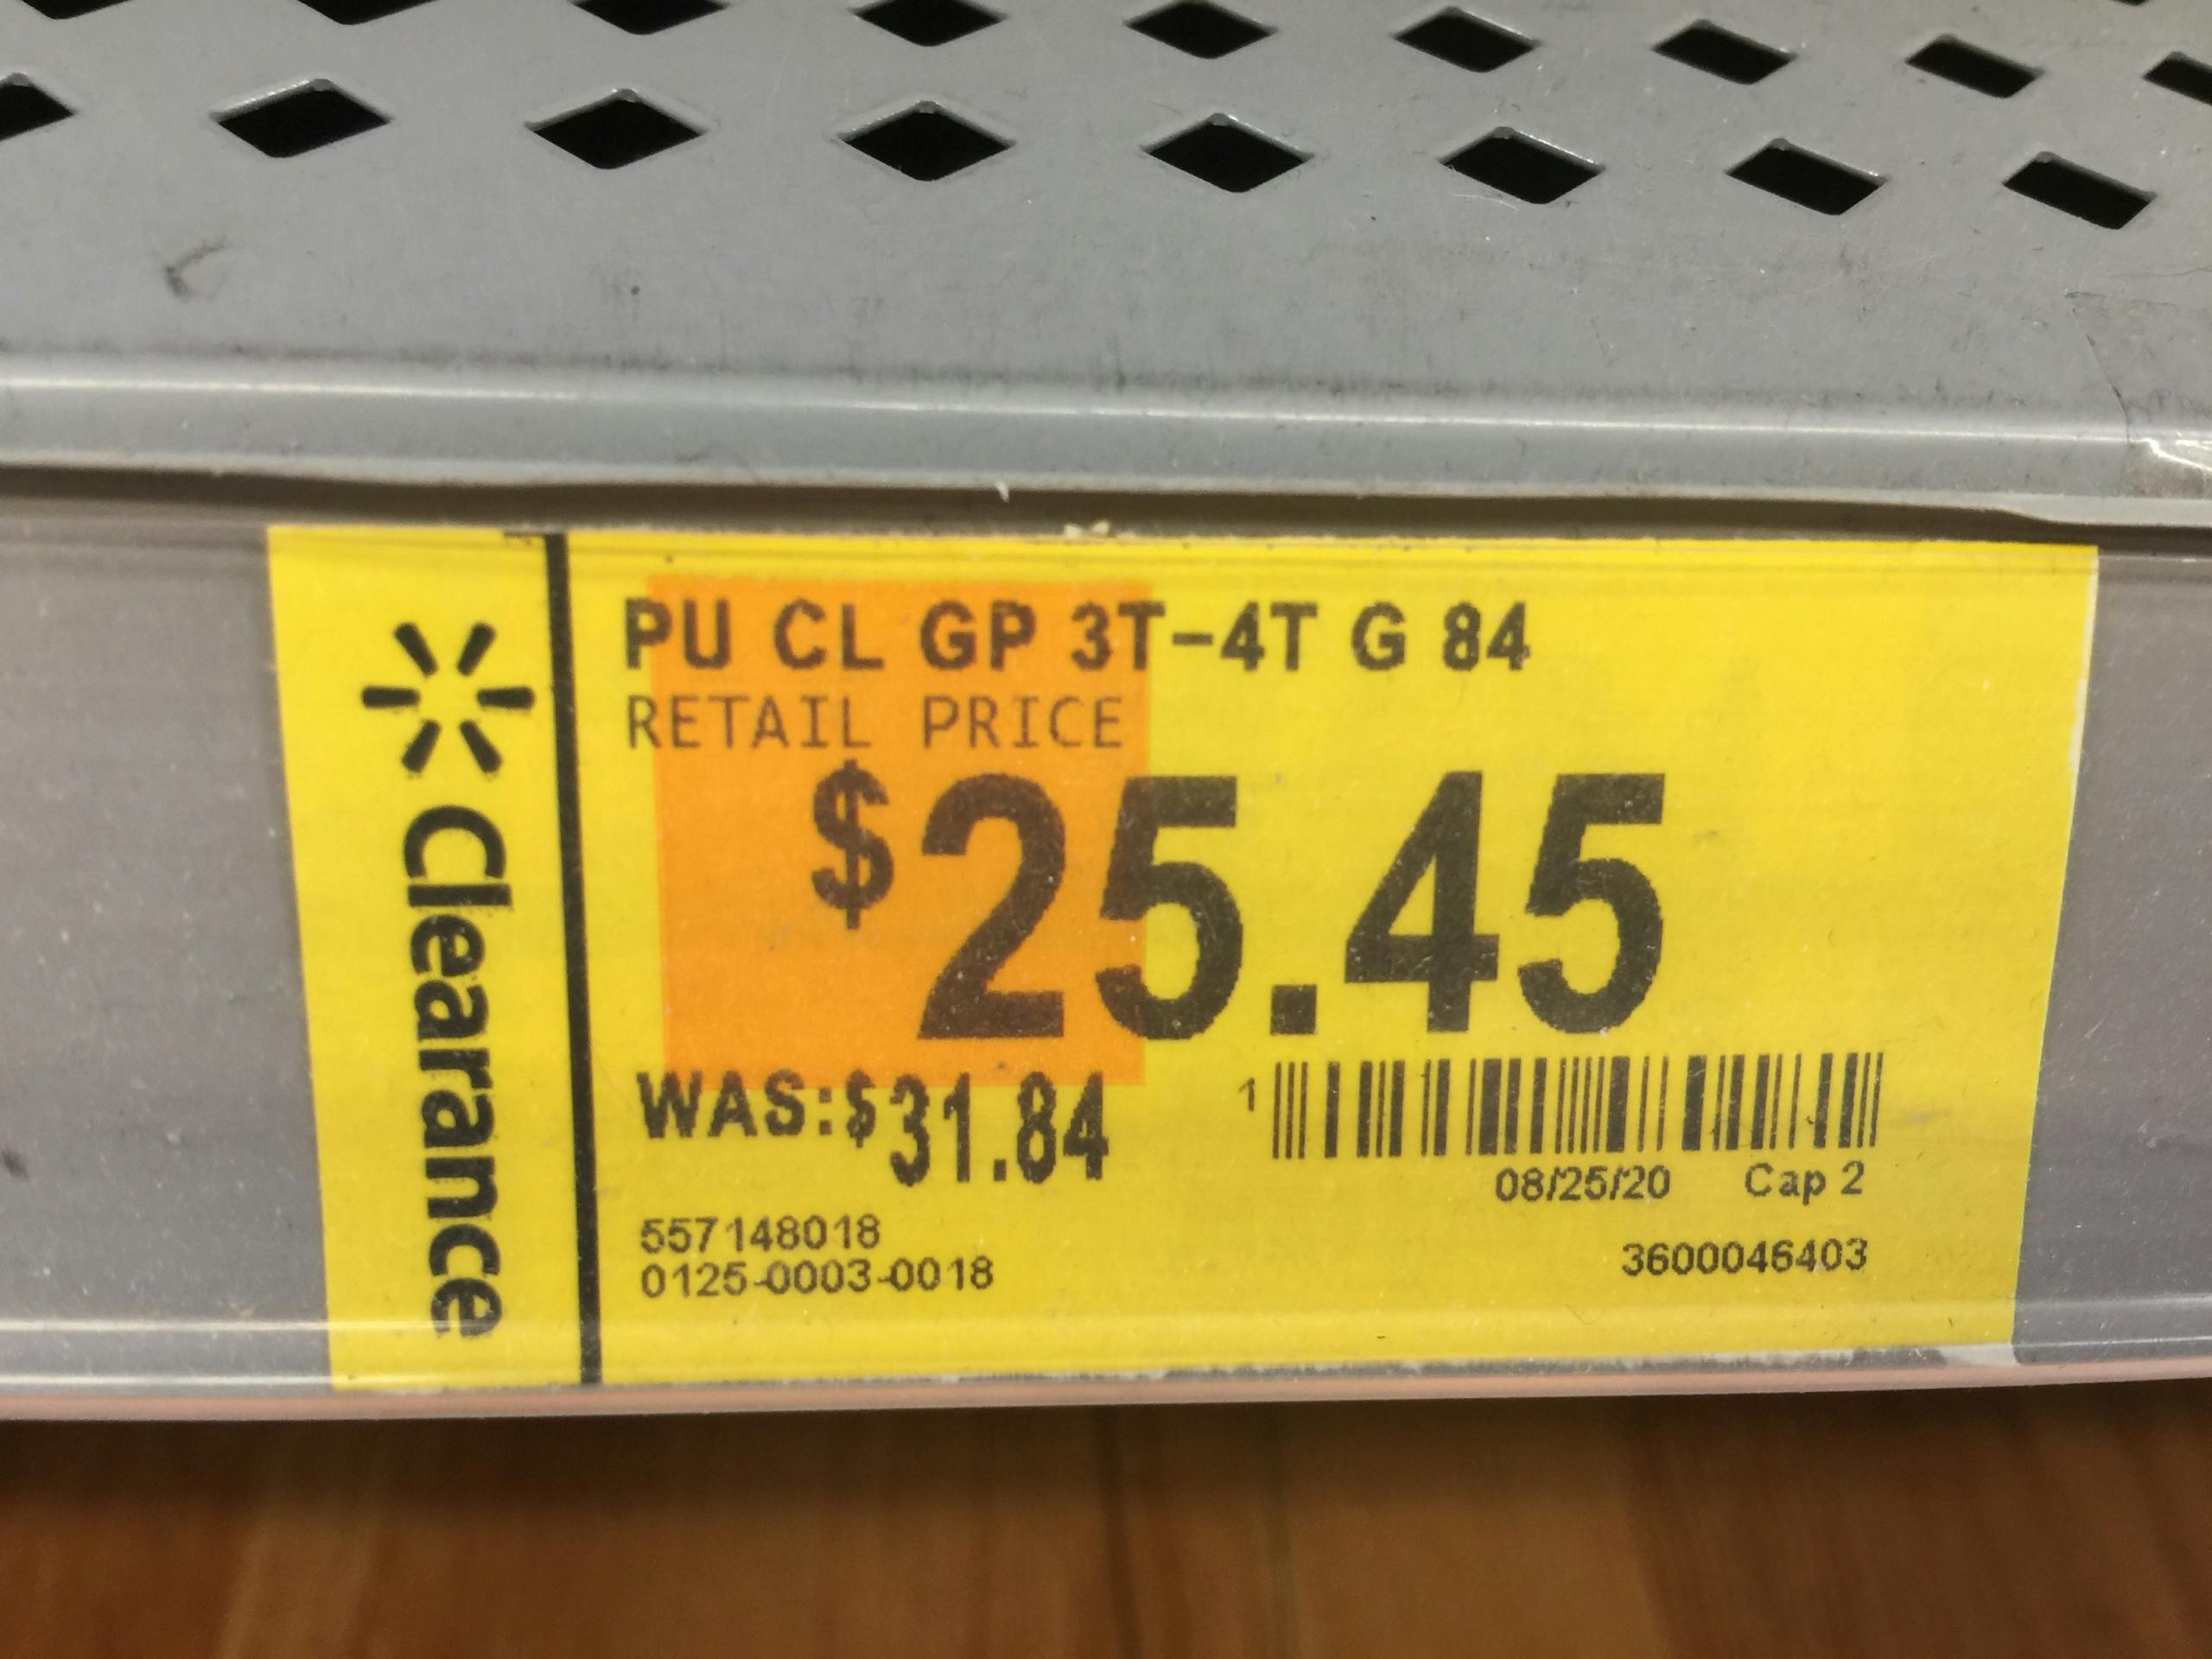 Clearance
PU CL GP 3T-4T G 84
RETAIL PRICE
$25.45
WAS:$31.84
1
08/25/20 Cap 2
557148018
0125-0003-0018
3600046403